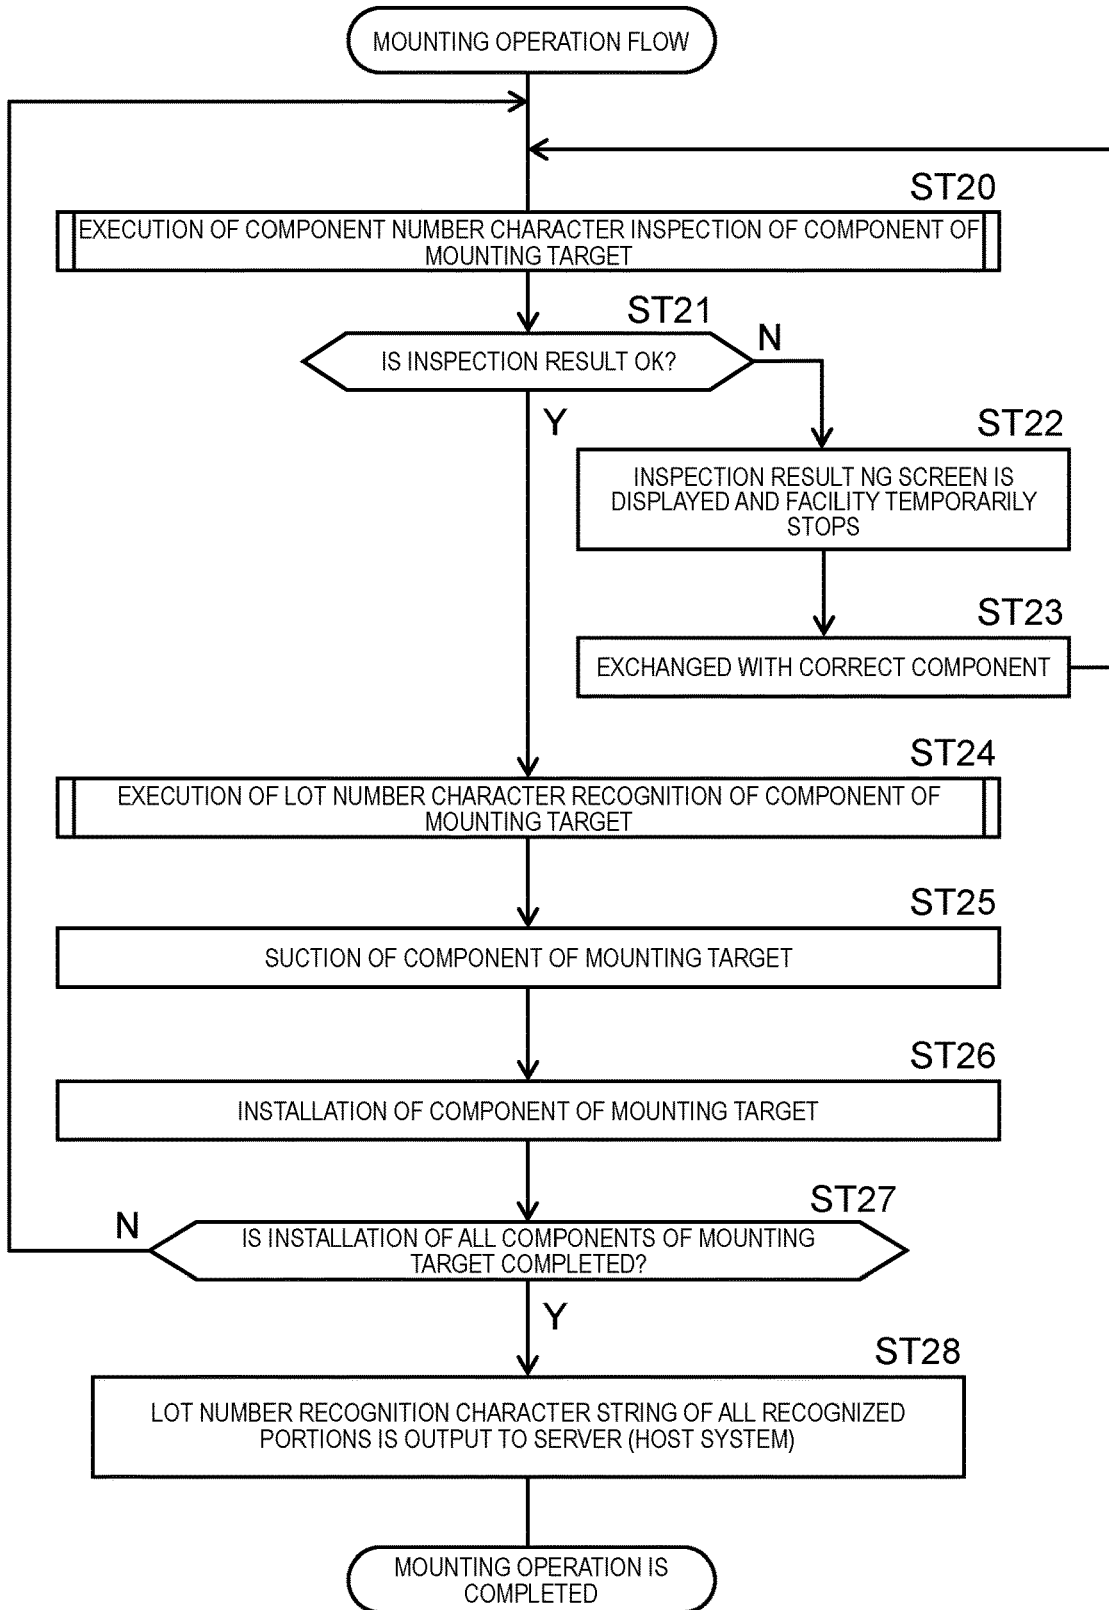 MOUNTING OPERATION FLOW
ST20
EXECUTION OF COMPONENT NUMBER CHARACTER INSPECTION OF COMPONENT OF
MOUNTING TARGET
ST21
IS INSPECTION RESULT OK?
N
Y
ST22
INSPECTION RESULT NG SCREEN IS
DISPLAYED AND FACILITY TEMPORARILY
STOPS
ST23
EXCHANGED WITH CORRECT COMPONENT
ST24
EXECUTION OF LOT NUMBER CHARACTER RECOGNITION OF COMPONENT OF
MOUNTING TARGET
ST25
SUCTION OF COMPONENT OF MOUNTING TARGET
ST26
INSTALLATION OF COMPONENT OF MOUNTING TARGET
ST27
N
IS INSTALLATION OF ALL COMPONENTS OF MOUNTING
TARGET COMPLETED?
Y
ST28
LOT NUMBER RECOGNITION CHARACTER STRING OF ALL RECOGNIZED
PORTIONS IS OUTPUT TO SERVER (HOST SYSTEM)
MOUNTING OPERATION IS
COMPLETED